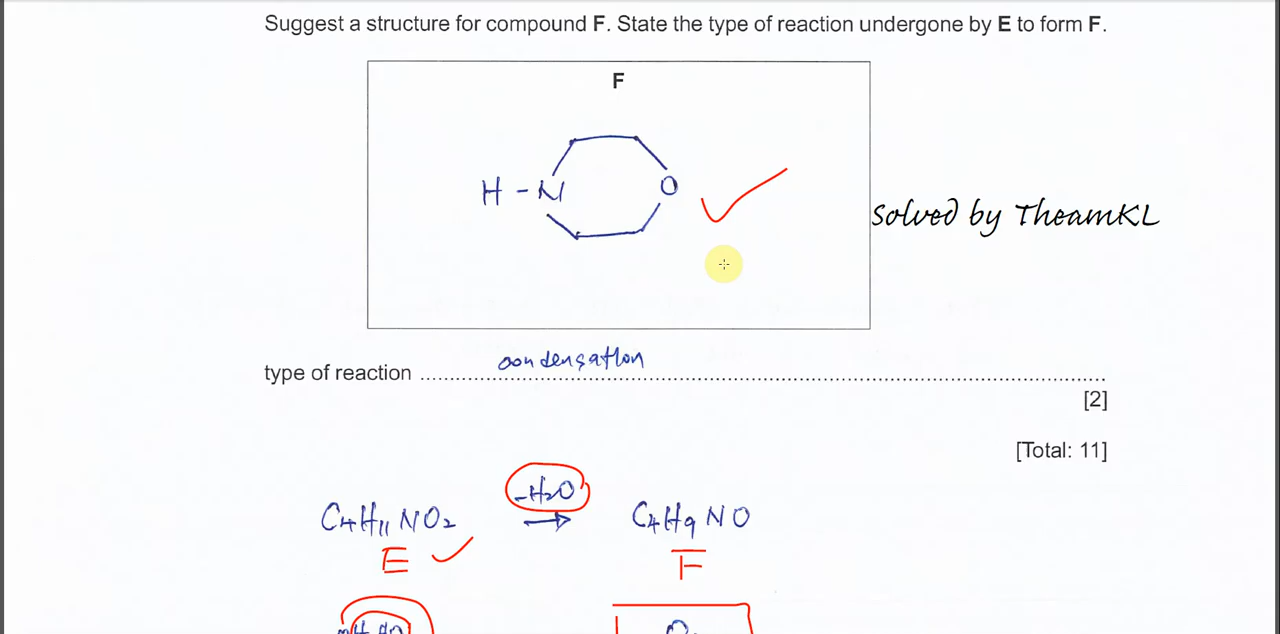 Suggest a structure for compound F. State the type of reaction undergone by E to form F.
F
H - N
O
Solved by TheamKL
condensation
type of reaction ....................................................................................................
[2]
[Total: 11]
-H₂O
C₄H₁₁NO₂ → C₄H₉NO
E ✓ F
O